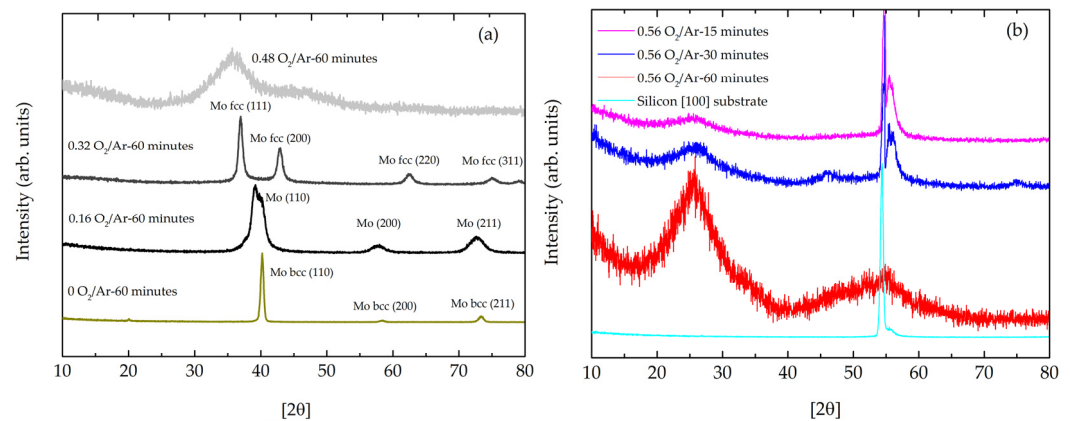 (a)
0.48 O₂/Ar-60 minutes
Mo fcc (111)
Mo fcc (200)
0.32 O₂/Ar-60 minutes
Mo fcc (220)
Mo fcc (311)
Mo (110)
0.16 O₂/Ar-60 minutes
Mo (200)
Mo (211)
Mo bcc (110)
0 O₂/Ar-60 minutes
Mo bcc (200)
Mo bcc (211)
Intensity (arb. units)
10 20 30 40 50 60 70 80
[2θ]
(b)
0.56 O₂/Ar-15 minutes
0.56 O₂/Ar-30 minutes
0.56 O₂/Ar-60 minutes
Silicon [100] substrate
Intensity (arb. units)
10 20 30 40 50 60 70 80
[2θ]